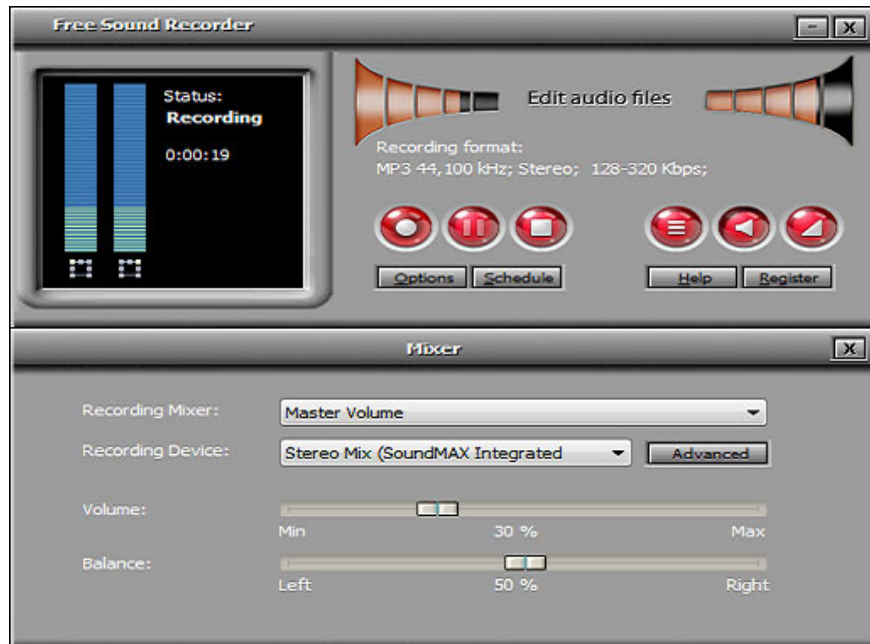 Free Sound Recorder
Status:
Recording
0:00:19
Edit audio files
Recording format:
MP3 44,100 kHz; Stereo; 128-320 Kbps;
Options Schedule Help Register
Mixer
Recording Mixer: Master Volume
Recording Device: Stereo Mix (SoundMAX Integrated Advanced
Volume:
Min 30 % Max
Balance:
Left 50 % Right